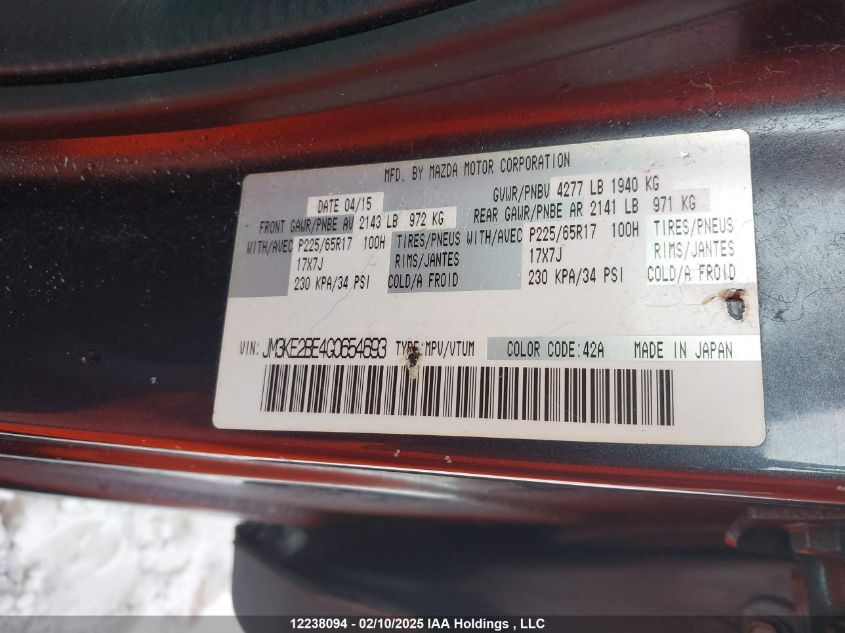 MFD. BY MAZDA MOTOR CORPORATION
DATE 04/15 GVWR/PNBV 4277 LB 1940 KG
FRONT GAWR/PNBE AV 2143 LB 972 KG REAR GAWR/PNBE AR 2141 LB 971 KG
WITH/AVEC P225/65R17 100H TIRES/PNEUS WITH/AVEC P225/65R17 100H TIRES/PNEUS
17X7J RIMS/JANTES 17X7J RIMS/JANTES
230 KPA/34 PSI COLD/A FROID 230 KPA/34 PSI COLD/A FROID
VIN: JM3KE2BE4G0654693 TYPE:MPV/VTUM COLOR CODE:42A MADE IN JAPAN
12238094 - 02/10/2025 IAA Holdings , LLC